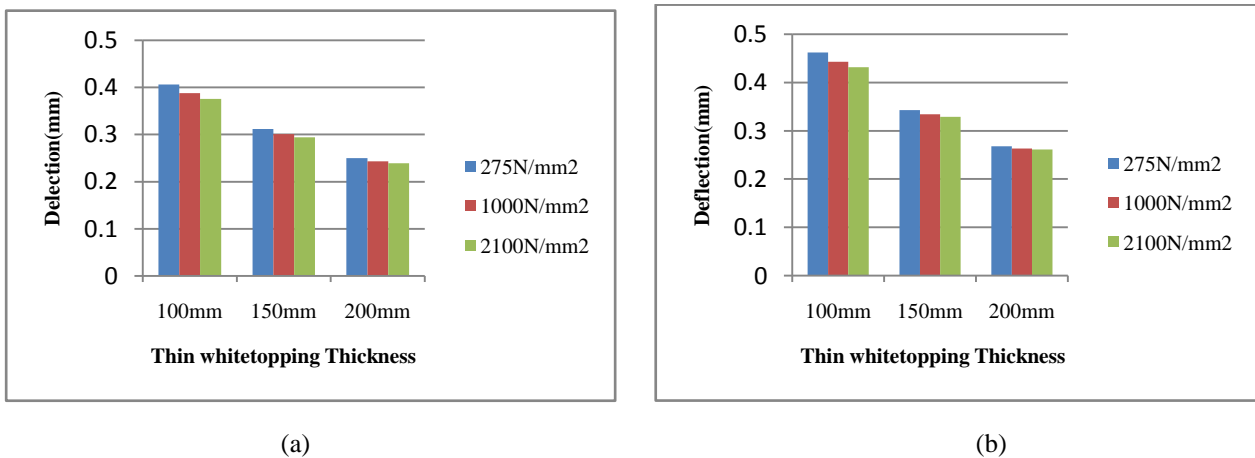 0.5
0.4
0.3
0.2
0.1
0
Delection(mm)
100mm 150mm 200mm
Thin whitetopping Thickness
275N/mm2
1000N/mm2
2100N/mm2
(a)
0.5
0.4
0.3
0.2
0.1
0
Deflection(mm)
100mm 150mm 200mm
Thin whitetopping Thickness
275N/mm2
1000N/mm2
2100N/mm2
(b)